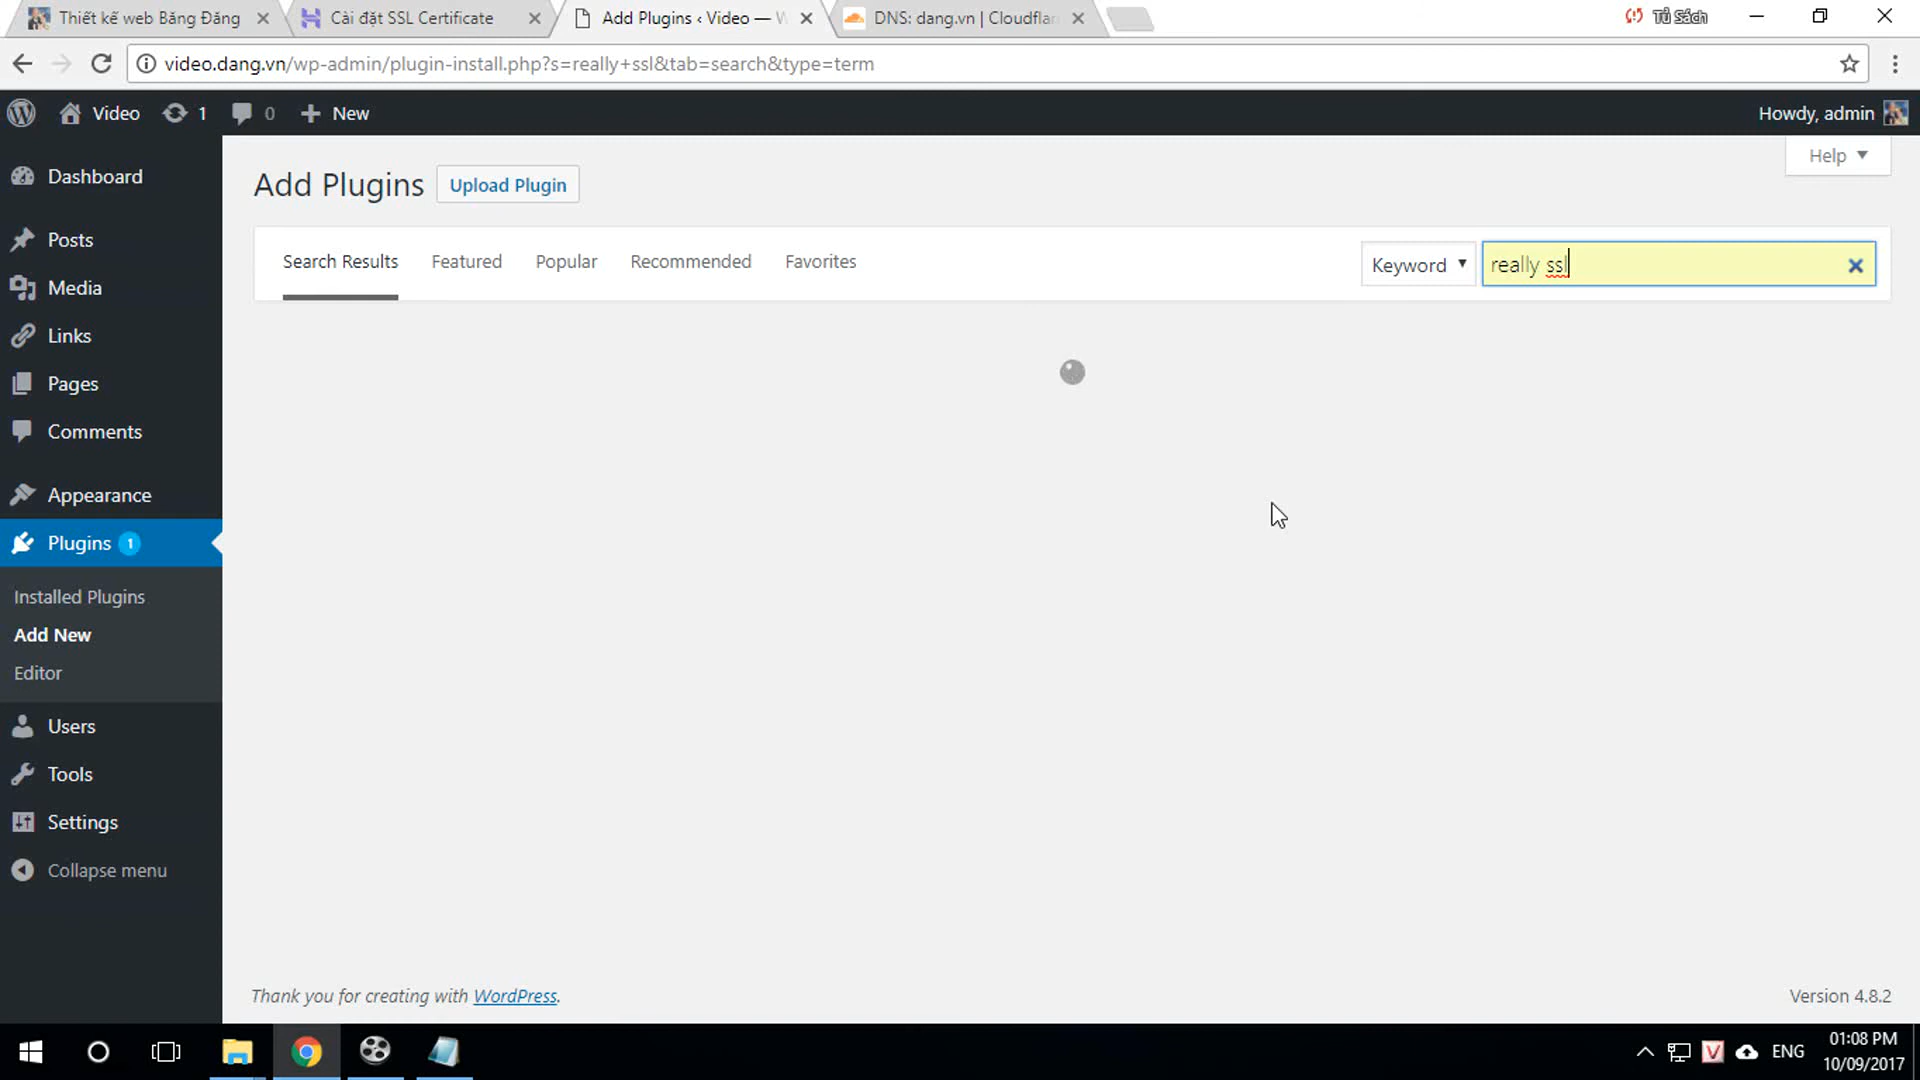 Thiết kế web Băng Đăng
Cài đặt SSL Certificate
Add Plugins ‹ Video — W
DNS: dang.vn | Cloudflar
Tủ Sách
video.dang.vn/wp-admin/plugin-install.php?s=really+ssl&tab=search&type=term
Video
1
0
New
Howdy, admin
Help
Dashboard
Posts
Media
Links
Pages
Comments
Appearance
Plugins 1
Installed Plugins
Add New
Editor
Users
Tools
Settings
Collapse menu
Add Plugins
Upload Plugin
Search Results
Featured
Popular
Recommended
Favorites
Keyword
really ssl
Thank you for creating with WordPress.
Version 4.8.2
V
ENG
01:08 PM
10/09/2017